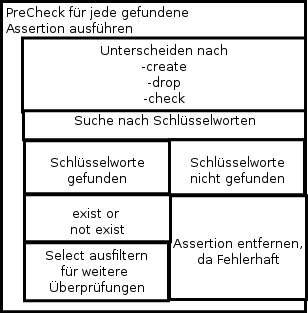 PreCheck für jede gefundene
Assertion ausführen
Unterscheiden nach
-create
-drop
-check
Suche nach Schlüsselworten
Schlüsselworte
gefunden
Schlüsselworte
nicht gefunden
exist or
not exist
Assertion entfernen,
da Fehlerhaft
Select ausfiltern
für weitere
Überprüfungen